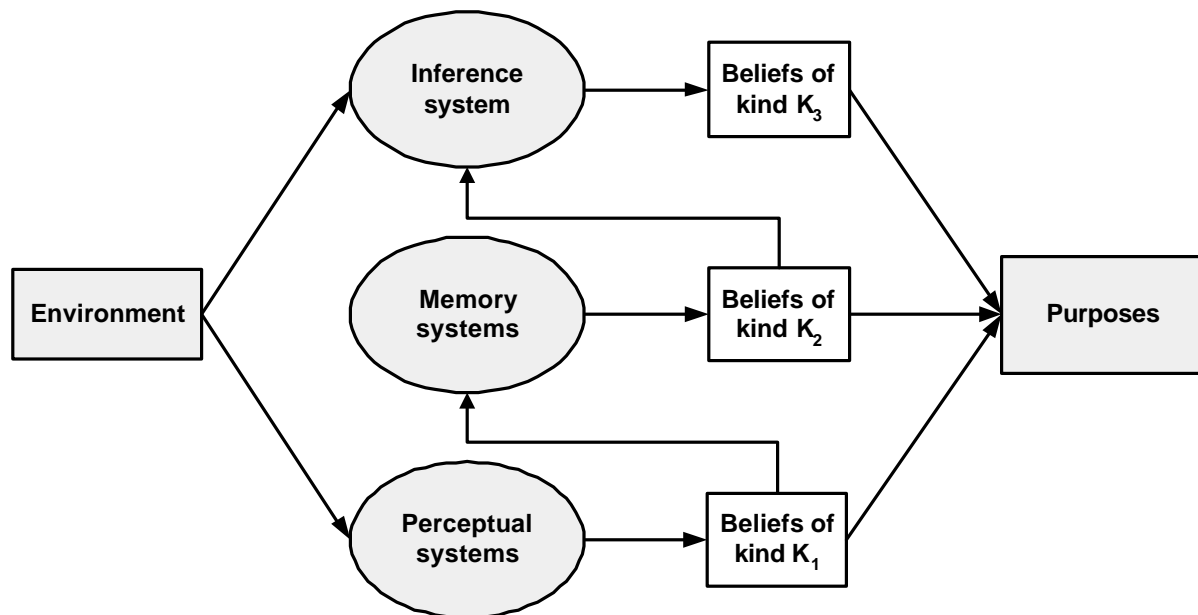 Inference
system
Beliefs of
kind K₃
Environment
Memory
systems
Beliefs of
kind K₂
Purposes
Perceptual
systems
Beliefs of
kind K₁